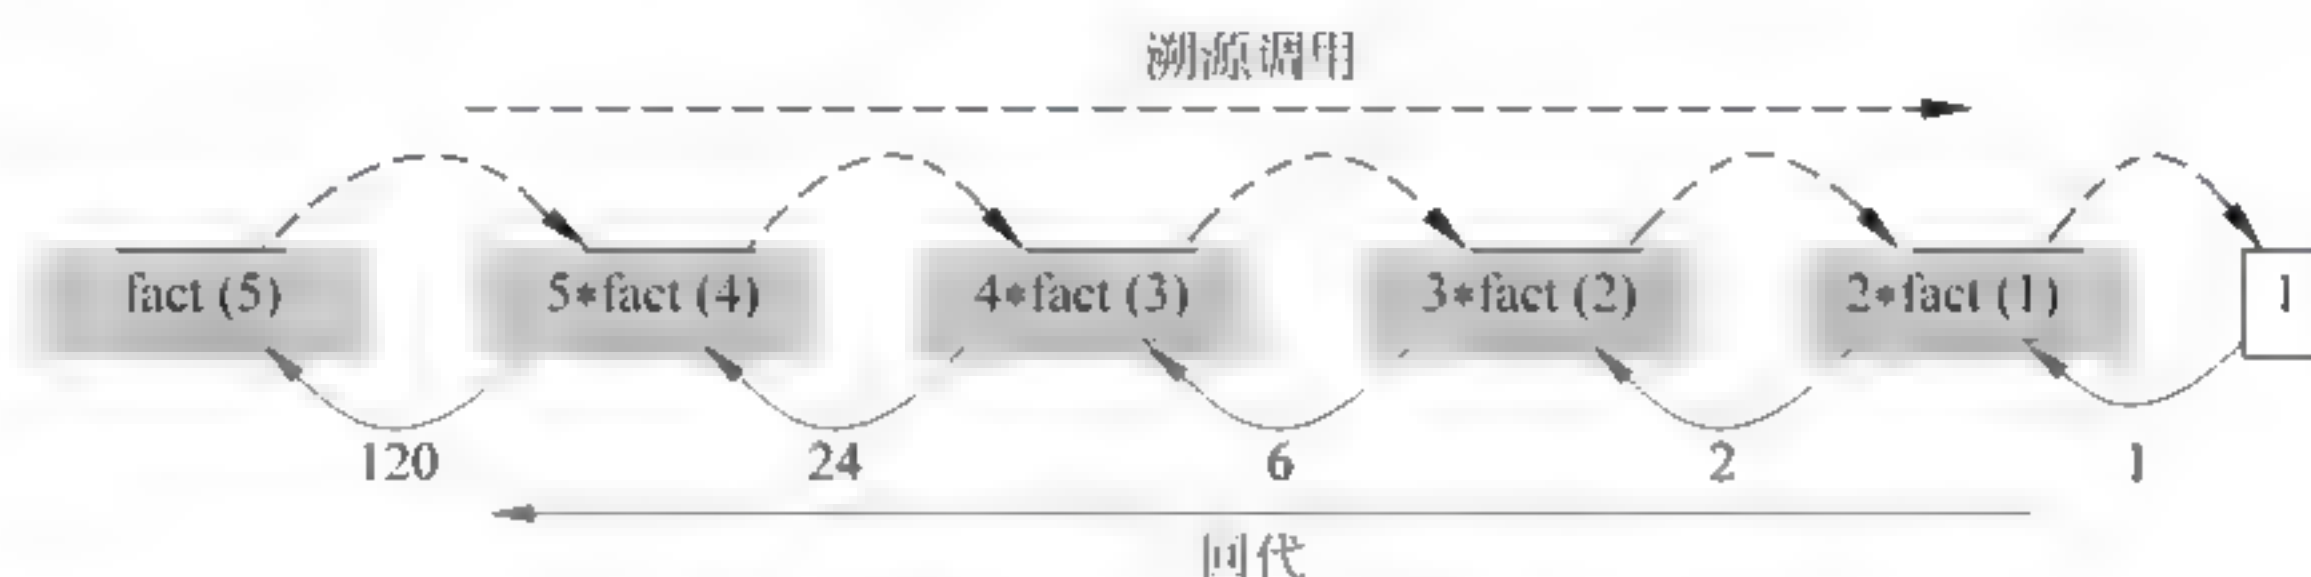 溯源调用
fact (5) 5*fact (4) 4*fact (3) 3*fact (2) 2*fact (1) 1
120 24 6 2 1
回代